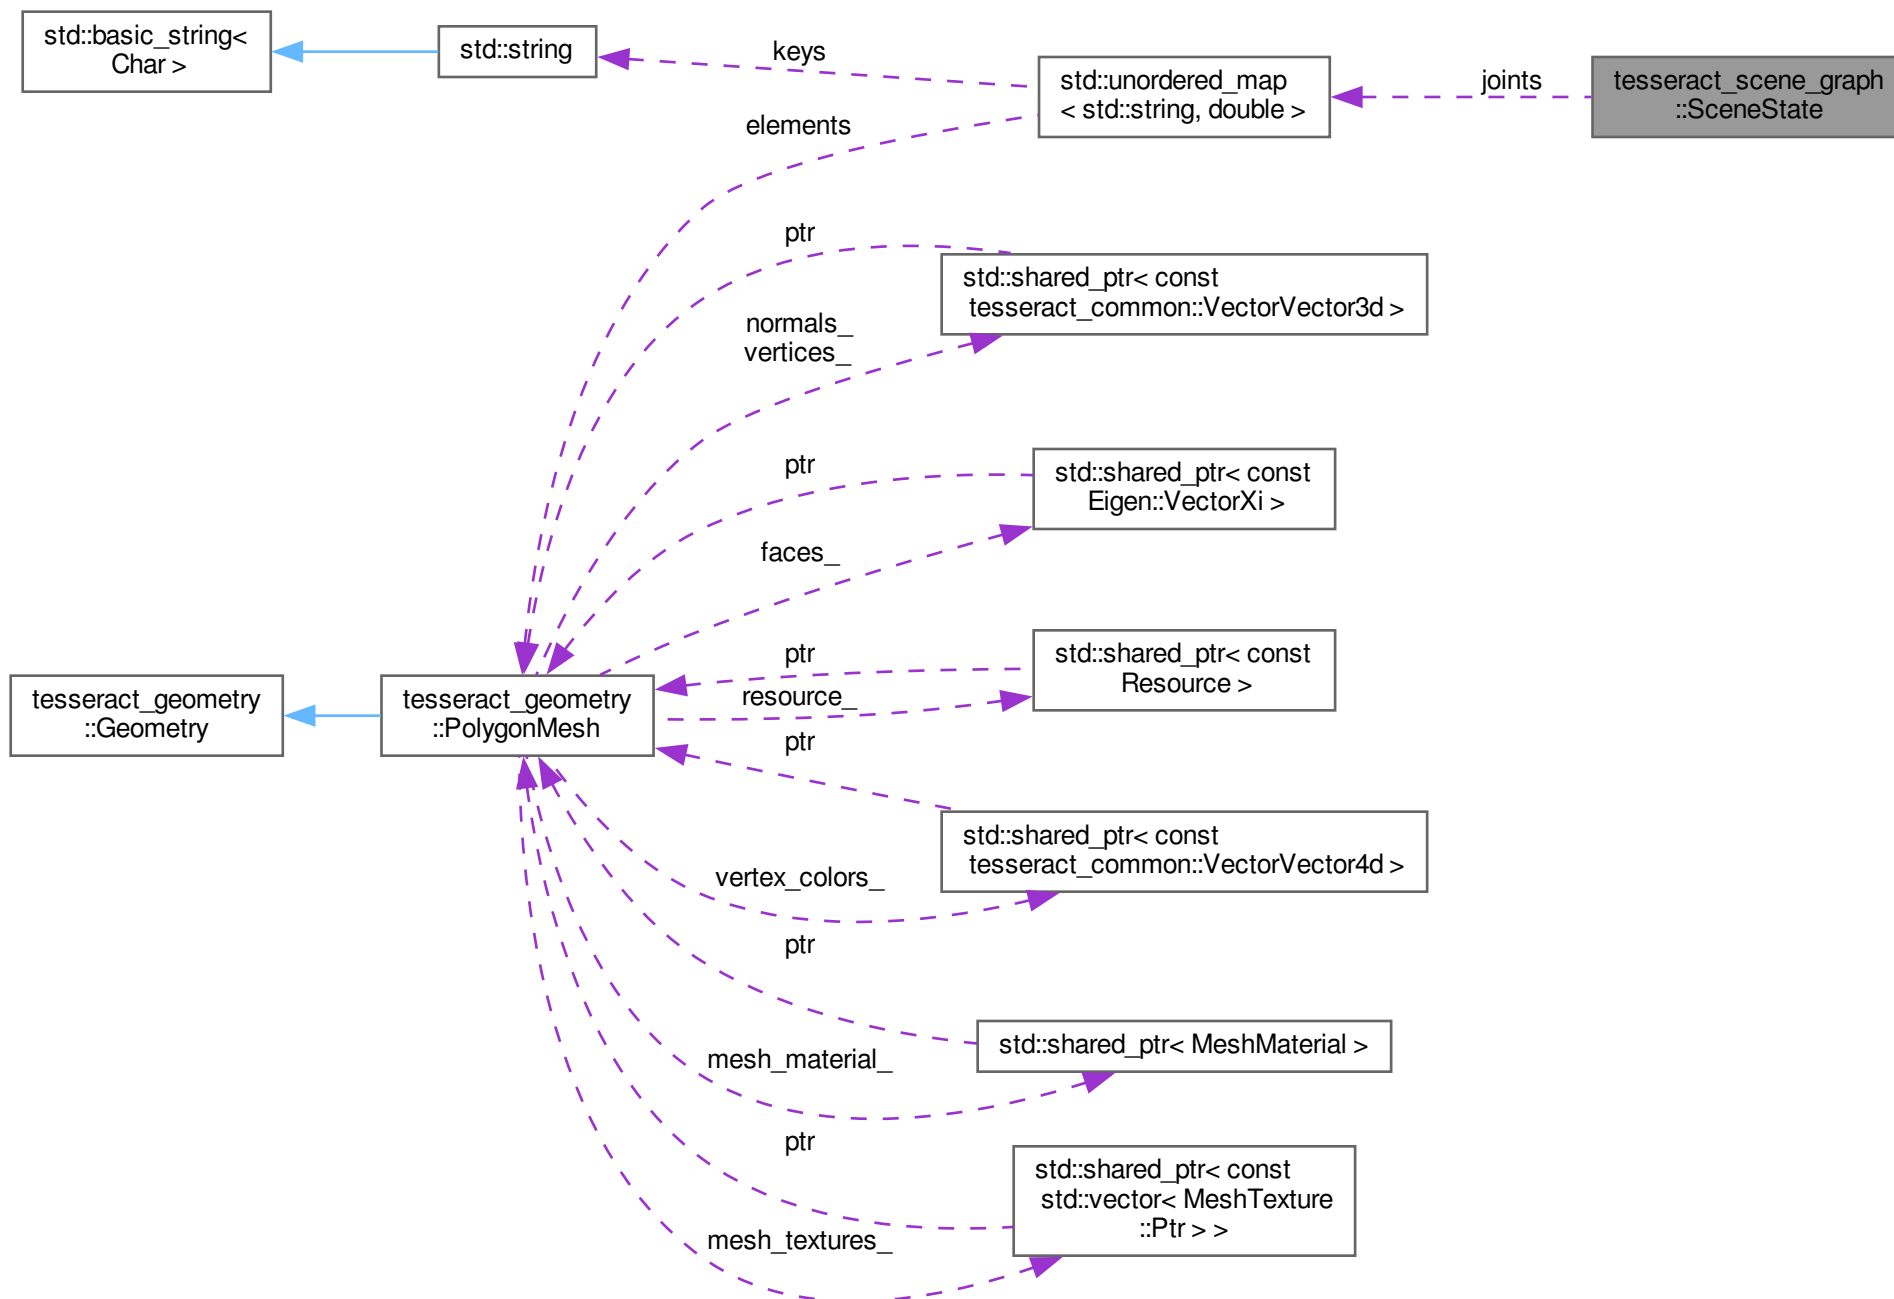 std::basic_string<
Char >
std::string
keys
std::unordered_map
< std::string, double >
joints
tesseract_scene_graph
::SceneState
elements
ptr
std::shared_ptr< const
tesseract_common::VectorVector3d >
normals_
vertices_
ptr
std::shared_ptr< const
Eigen::VectorXi >
faces_
ptr
std::shared_ptr< const
Resource >
resource_
tesseract_geometry
::Geometry
tesseract_geometry
::PolygonMesh
ptr
std::shared_ptr< const
tesseract_common::VectorVector4d >
vertex_colors_
ptr
std::shared_ptr< MeshMaterial >
mesh_material_
ptr
std::shared_ptr< const
std::vector< MeshTexture
::Ptr > >
mesh_textures_